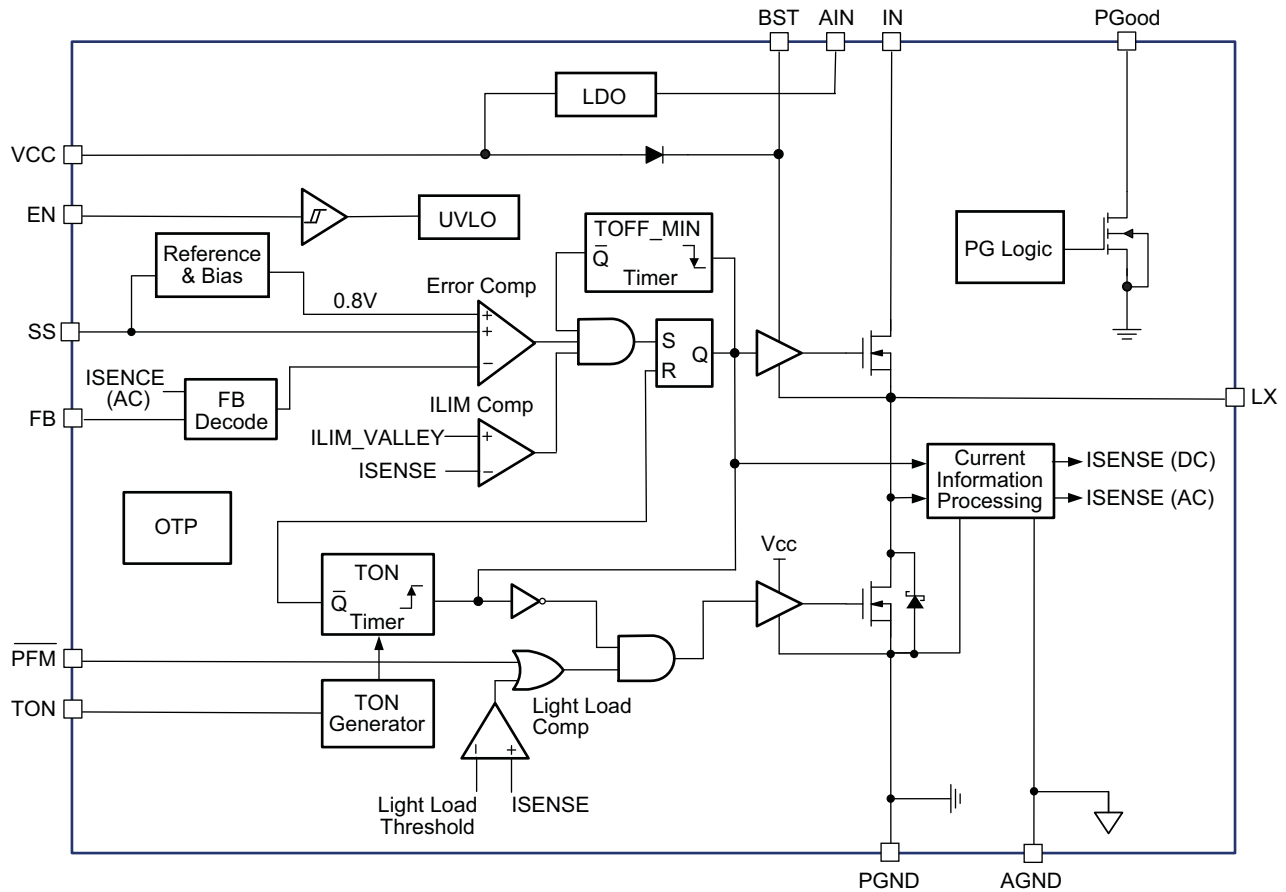 BST AIN IN PGood
LDO
VCC
EN
UVLO
TOFF_MIN
Q̅
Timer
PG Logic
Reference
& Bias
0.8V
Error Comp
+
+
−
SS
S
R
Q
ISENCE
(AC)
FB
FB
Decode
ILIM Comp
ILIM_VALLEY
+
ISENSE
−
LX
Current
Information
Processing
ISENSE (DC)
ISENSE (AC)
OTP
Vcc
TON
Q̅
Timer
P̅F̅M̅
TON
TON
Generator
Light Load
Comp
− +
Light Load
Threshold
ISENSE
PGND AGND